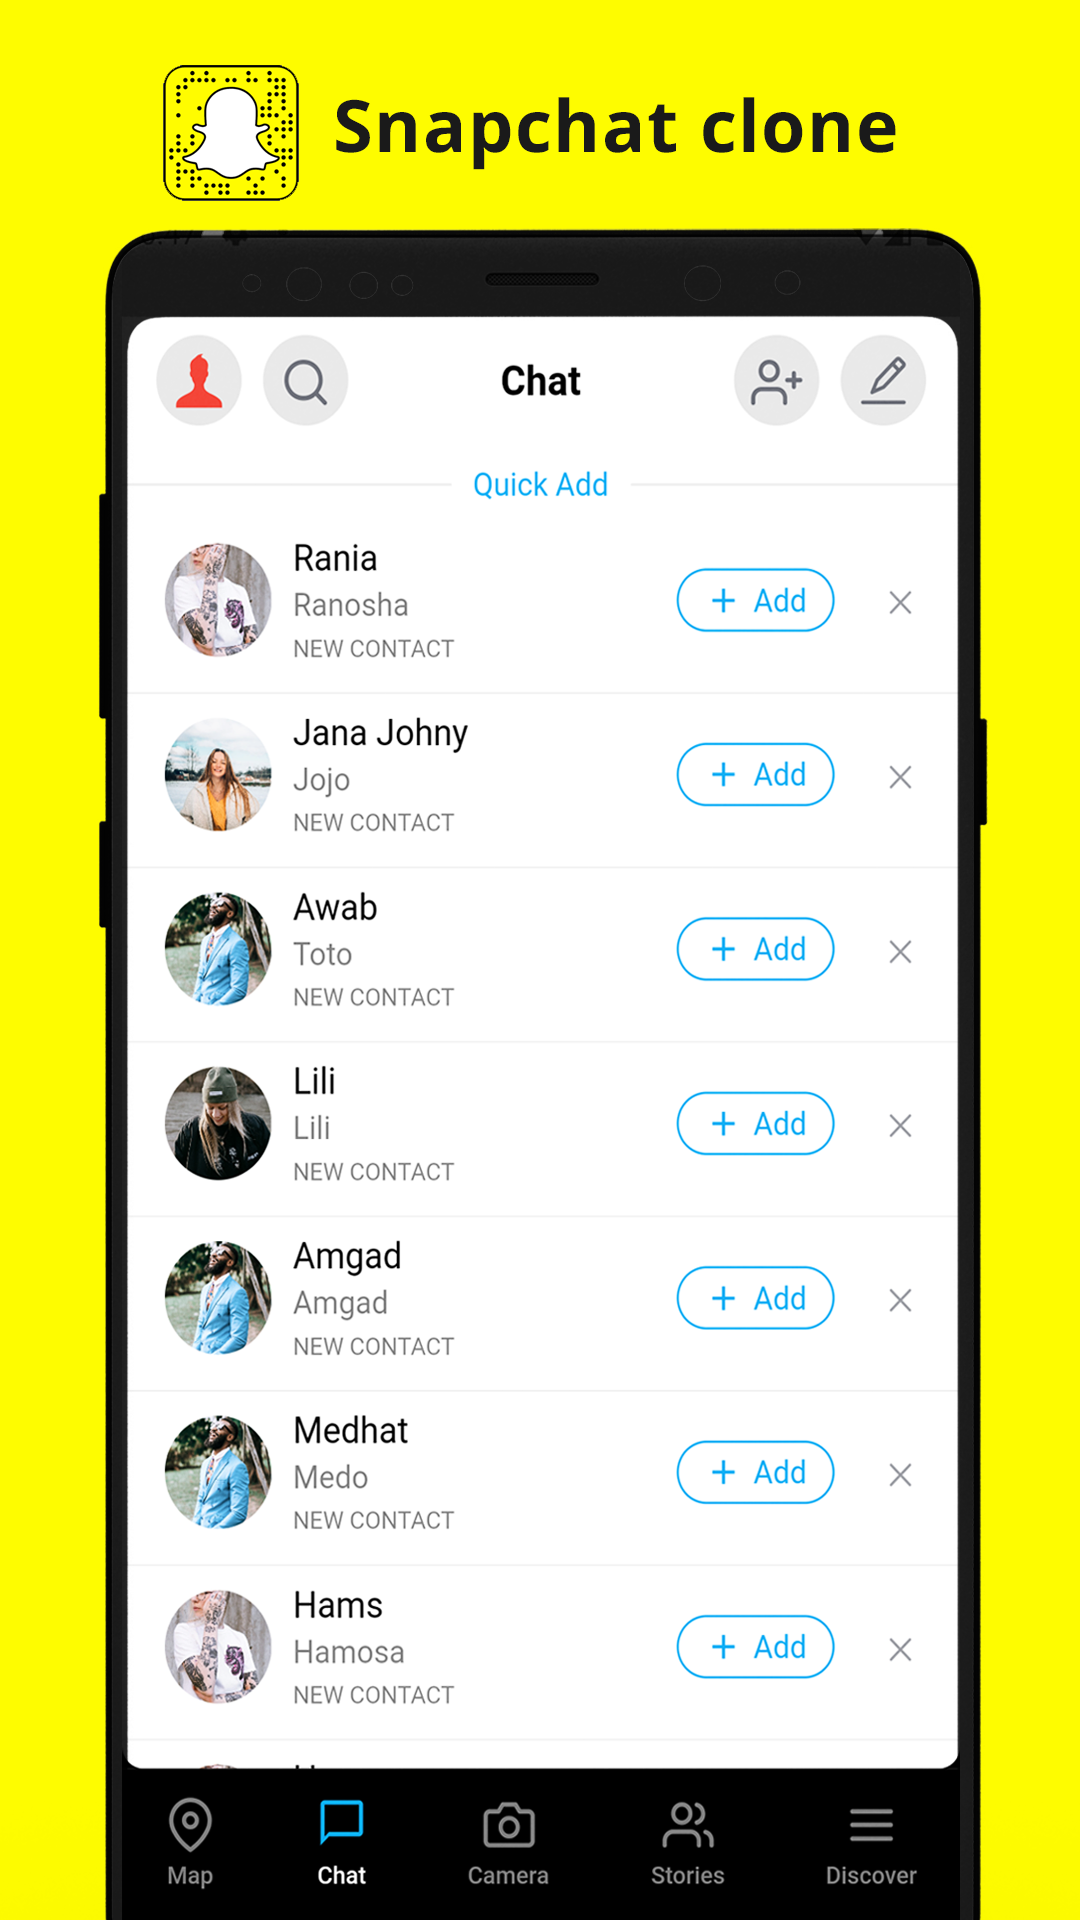 Snapchat clone
Chat
Quick Add
Rania
Ranosha
NEW CONTACT
+ Add
Jana Johny
Jojo
NEW CONTACT
+ Add
Awab
Toto
NEW CONTACT
+ Add
Lili
Lili
NEW CONTACT
+ Add
Amgad
Amgad
NEW CONTACT
+ Add
Medhat
Medo
NEW CONTACT
+ Add
Hams
Hamosa
NEW CONTACT
+ Add
Map Chat Camera Stories Discover